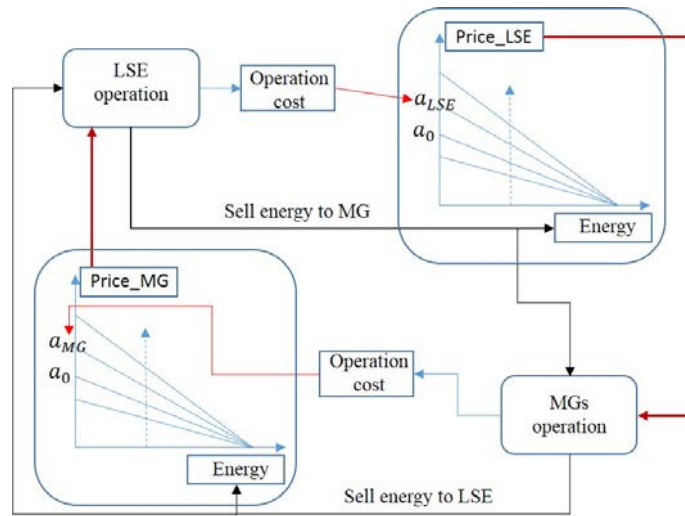 Price_LSE
LSE
operation
Operation
cost
a_LSE
a_0
Sell energy to MG
Energy
Price_MG
a_MG
a_0
Operation
cost
MGs
operation
Energy
Sell energy to LSE